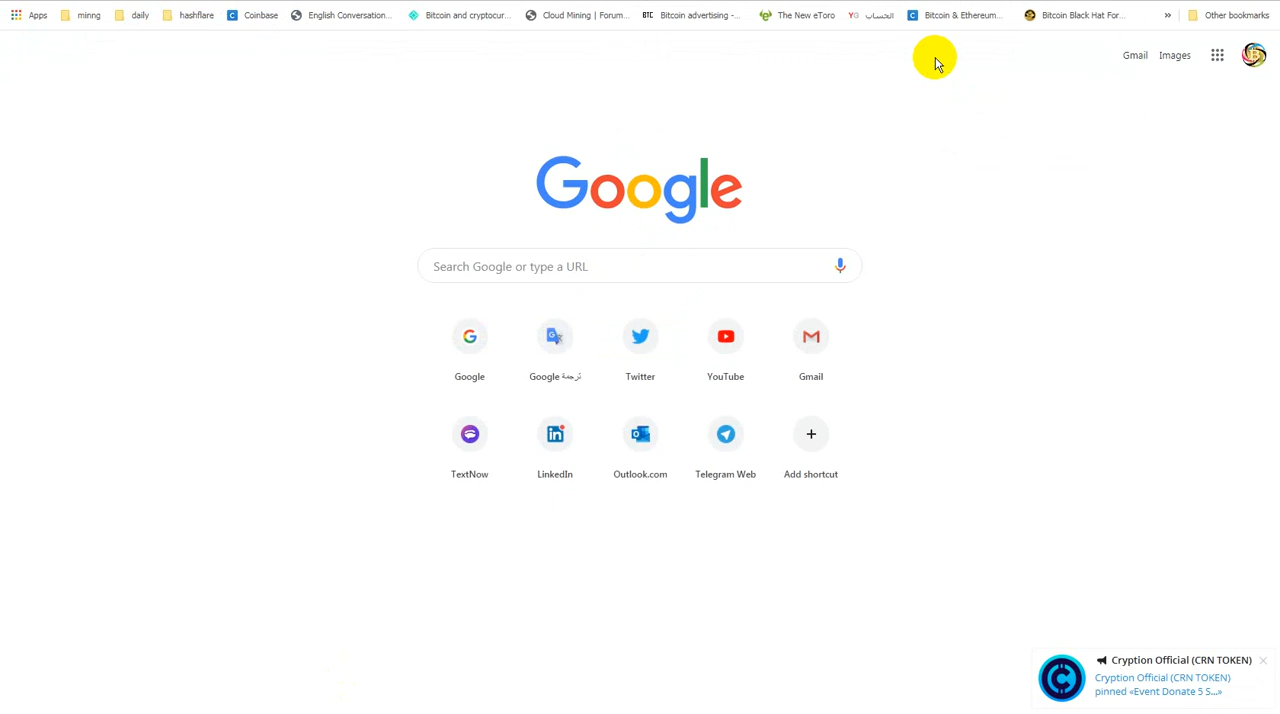 Apps mnng daily hashflare Coinbase English Conversation... Bitcoin and cryptocur... Cloud Mining | Forum... BTC Bitcoin advertising -... The New eToro YG الحساب Bitcoin & Ethereum... Bitcoin Black Hat For... » Other bookmarks
Gmail Images
Google
Search Google or type a URL
Google ترجمة Google Twitter YouTube Gmail
TextNow LinkedIn Outlook.com Telegram Web Add shortcut
Cryption Official (CRN TOKEN)
Cryption Official (CRN TOKEN)
pinned «Event Donate 5 S...»